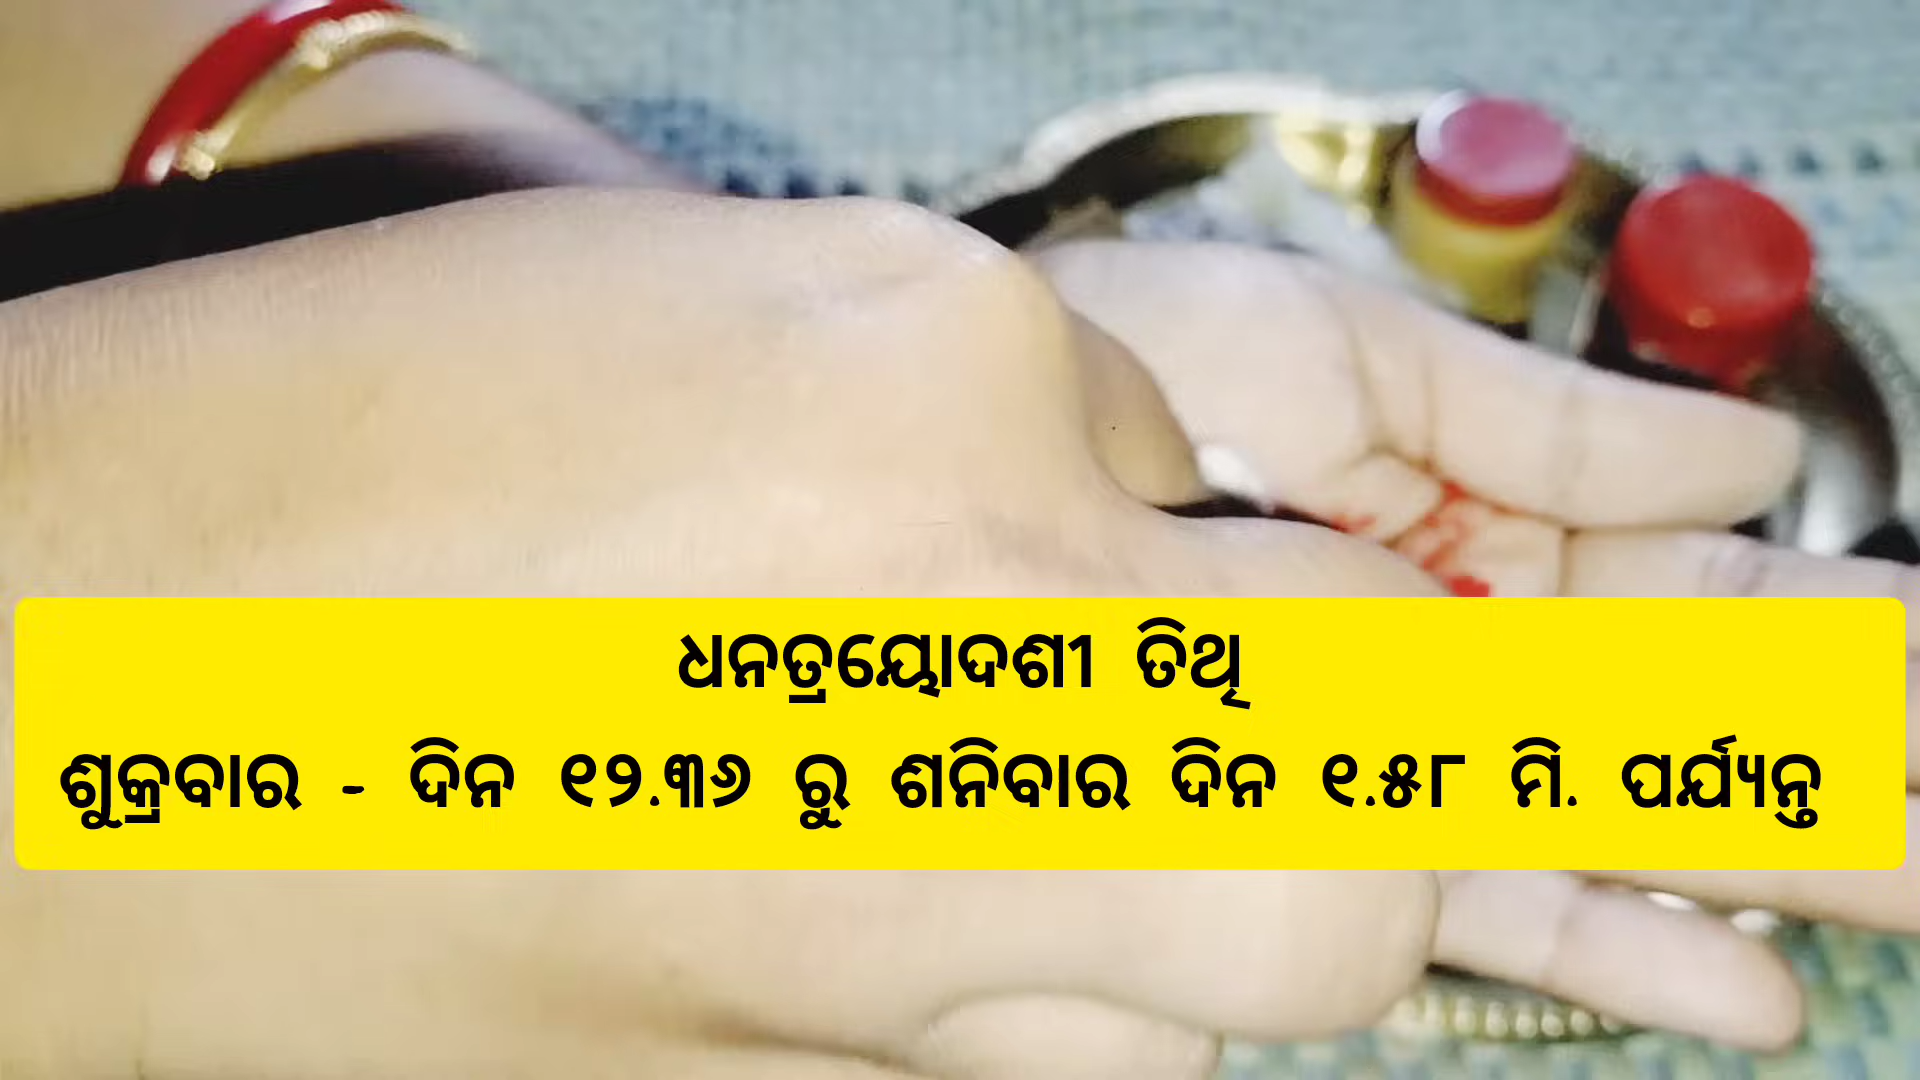 ଧନତ୍ରୟୋଦଶୀ ତିଥି
ଶୁକ୍ରବାର - ଦିନ ୧୨.୩୬ ରୁ ଶନିବାର ଦିନ ୧.୫୮ ମି. ପର୍ଯ୍ୟନ୍ତ